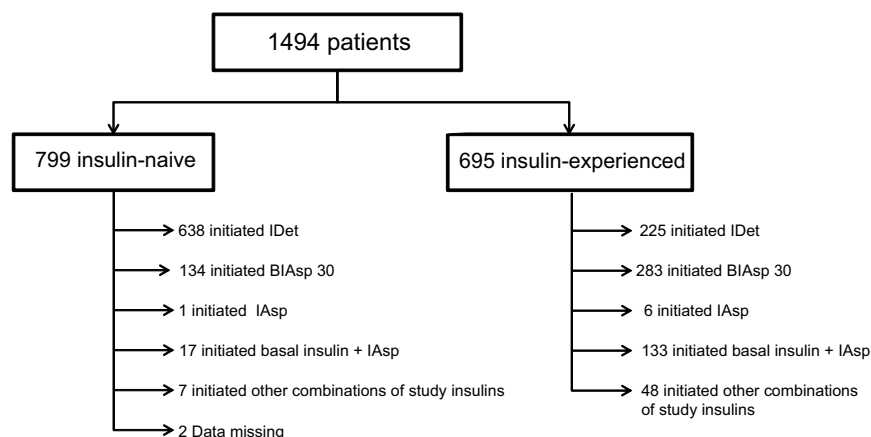 1494 patients
799 insulin-naive
695 insulin-experienced
638 initiated IDet
134 initiated BIAsp 30
1 initiated IAsp
17 initiated basal insulin + IAsp
7 initiated other combinations of study insulins
2 Data missing
225 initiated IDet
283 initiated BIAsp 30
6 initiated IAsp
133 initiated basal insulin + IAsp
48 initiated other combinations
of study insulins